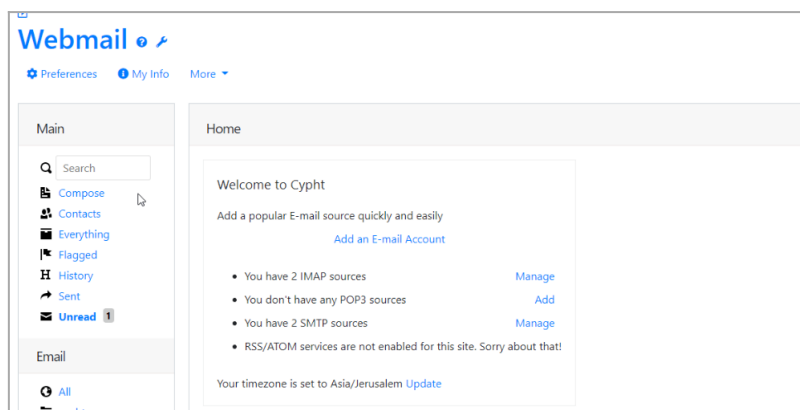 Webmail
Preferences My Info More
Main
Search
Compose
Contacts
Everything
Flagged
History
Sent
Unread 1
Email
All
Home
Welcome to Cypht
Add a popular E-mail source quickly and easily
Add an E-mail Account
You have 2 IMAP sources Manage
You don't have any POP3 sources Add
You have 2 SMTP sources Manage
RSS/ATOM services are not enabled for this site. Sorry about that!
Your timezone is set to Asia/Jerusalem Update